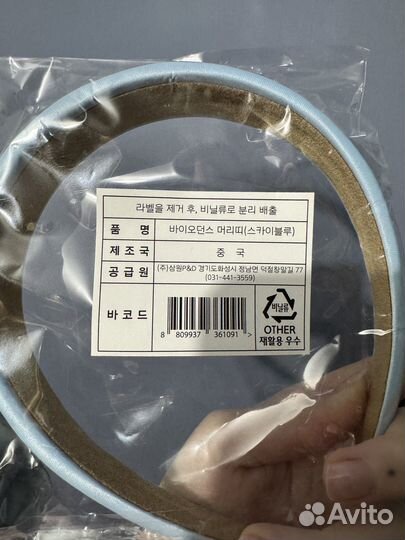 라벨을 제거 후, 비닐류로 분리 배출
품 명 바이오던스 머리띠(스카이블루)
제조국 중 국
공급원 (주)상원P&D 경기도화성시 정남면 덕절창말길 77
(031-441-3559)
바코드
8 809937 361091 >
비닐류
OTHER
재활용 우수
Avito